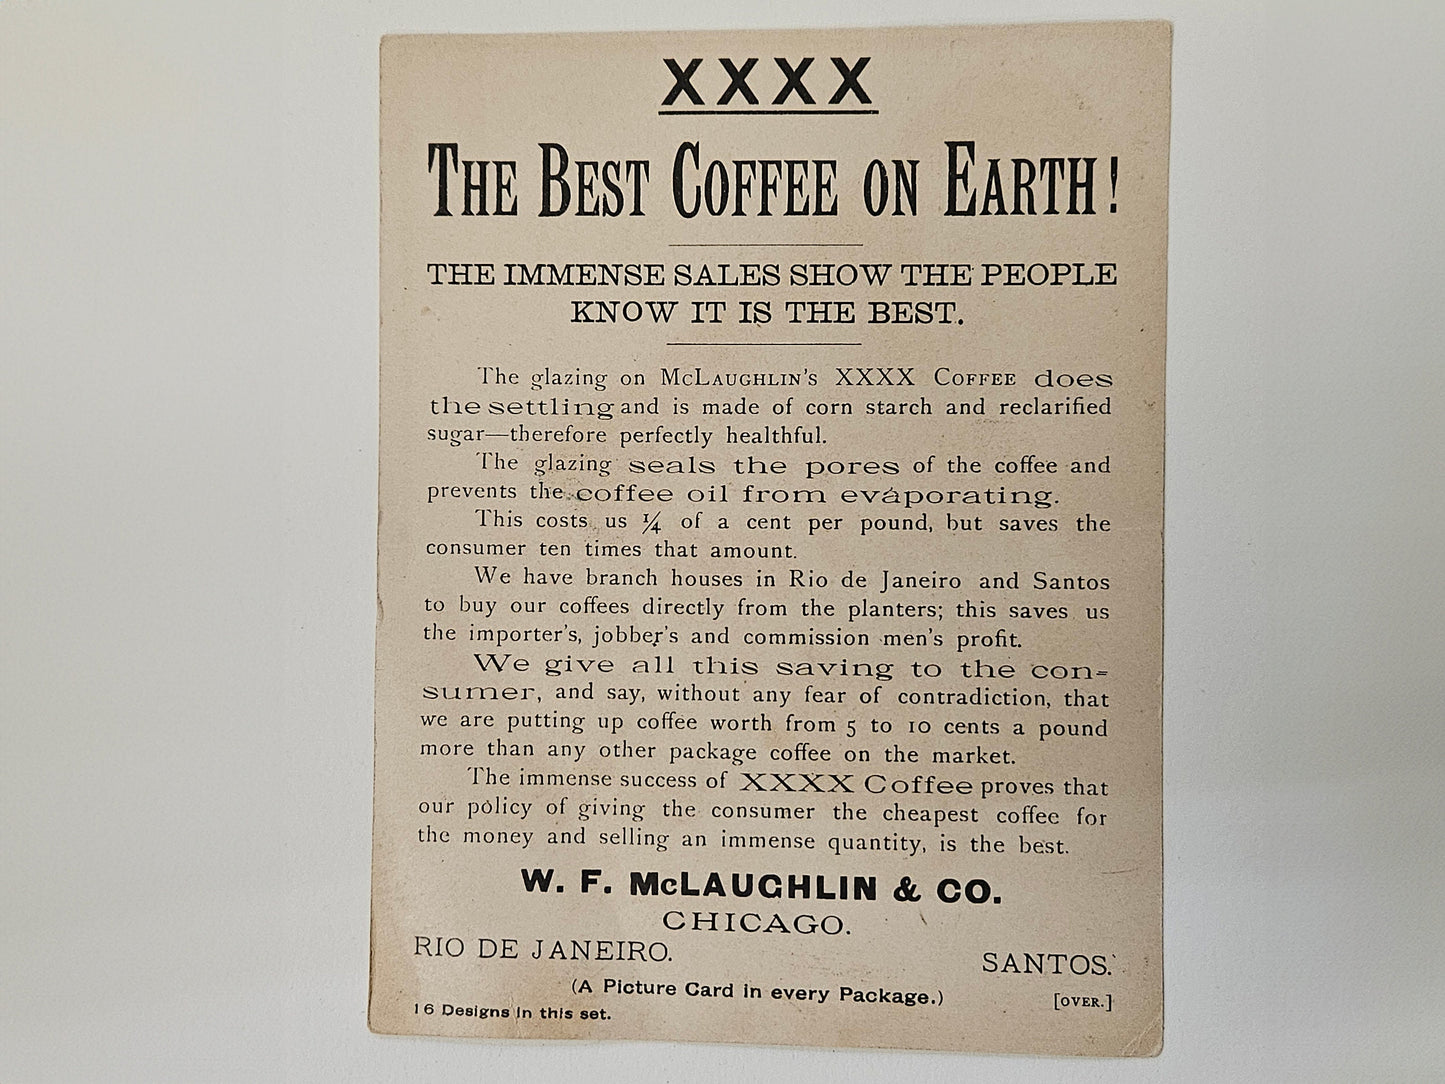 XXXX
THE BEST COFFEE ON EARTH!
THE IMMENSE SALES SHOW THE PEOPLE
KNOW IT IS THE BEST.
The glazing on McLAUGHLIN'S XXXX COFFEE does
the settling and is made of corn starch and reclarified
sugar—therefore perfectly healthful.
The glazing seals the pores of the coffee and
prevents the coffee oil from evaporating.
This costs us ¼ of a cent per pound, but saves the
consumer ten times that amount.
We have branch houses in Rio de Janeiro and Santos
to buy our coffees directly from the planters; this saves us
the importer's, jobber's and commission men's profit.
We give all this saving to the con-
sumer, and say, without any fear of contradiction, that
we are putting up coffee worth from 5 to 10 cents a pound
more than any other package coffee on the market.
The immense success of XXXX Coffee proves that
our policy of giving the consumer the cheapest coffee for
the money and selling an immense quantity, is the best.
W. F. McLAUGHLIN & CO.
CHICAGO.
RIO DE JANEIRO. SANTOS.
(A Picture Card in every Package.)
16 Designs in this set. [OVER.]